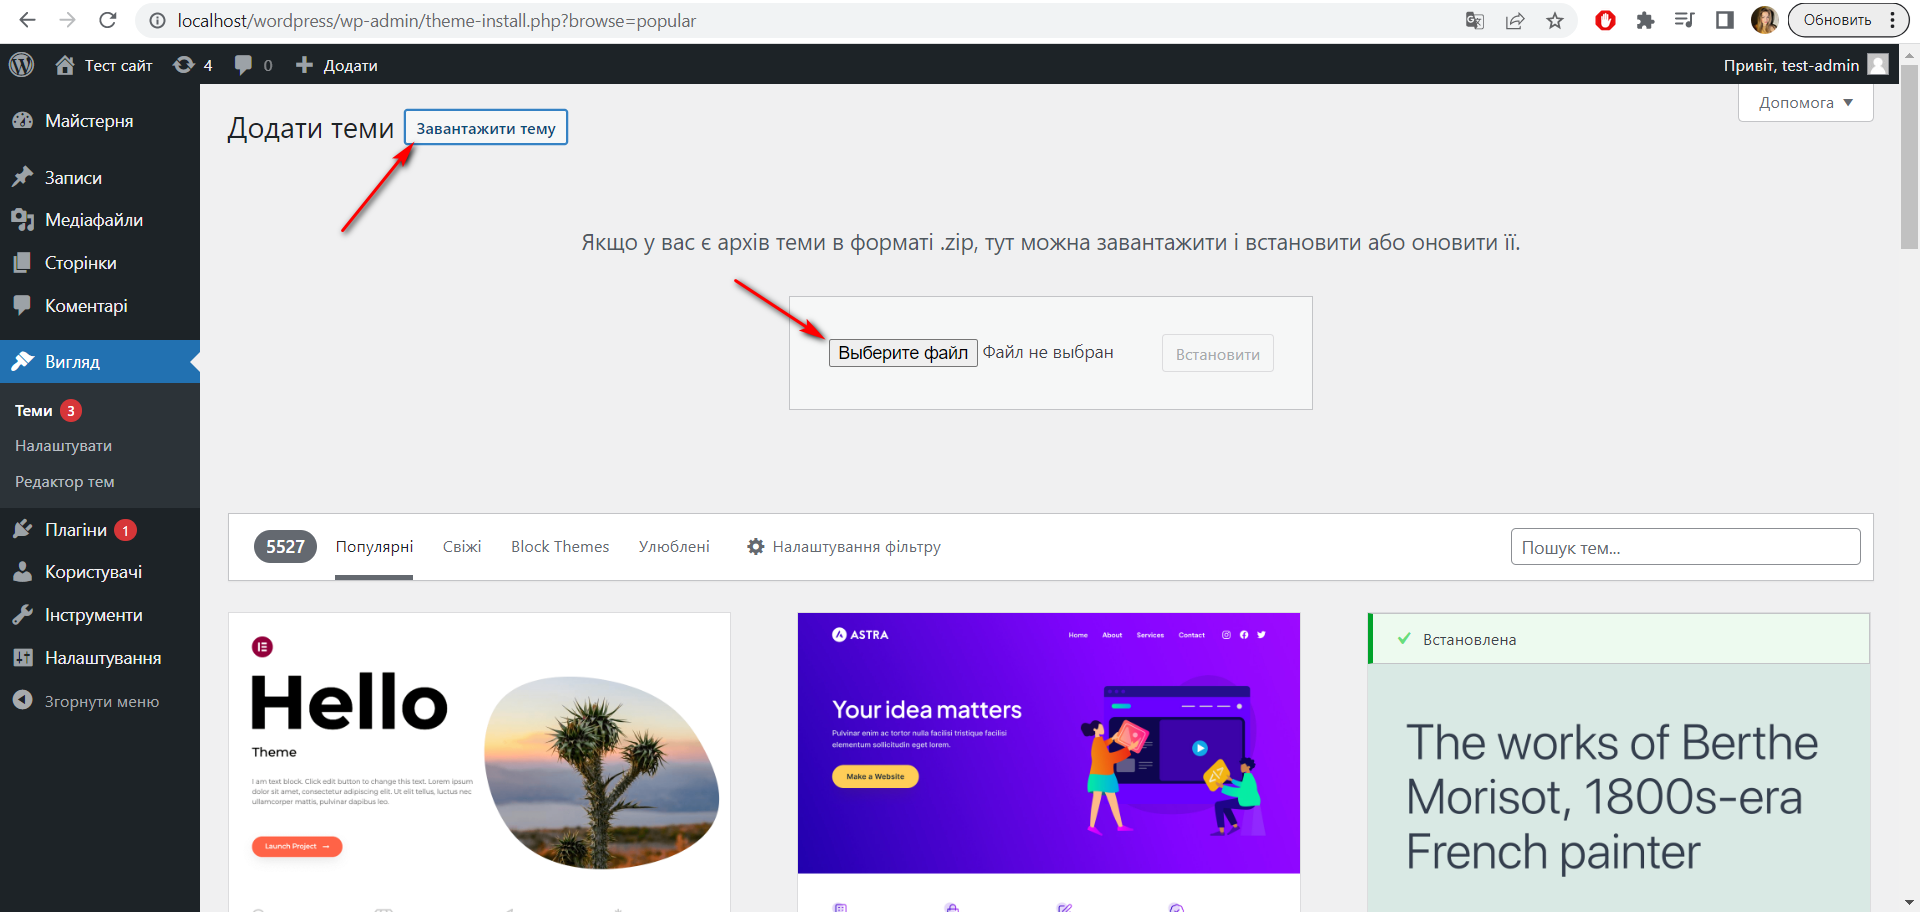 localhost/wordpress/wp-admin/theme-install.php?browse=popular
Обновить
Тест сайт
4
0
Додати
Привіт, test-admin
Майстерня
Записи
Медіафайли
Сторінки
Коментарі
Вигляд
Теми 3
Налаштувати
Редактор тем
Плагіни 1
Користувачі
Інструменти
Налаштування
Згорнути меню
Допомога
Додати теми
Завантажити тему
Якщо у вас є архів теми в форматі .zip, тут можна завантажити і встановити або оновити її.
Выберите файл
Файл не выбран
Встановити
5527
Популярні
Свіжі
Block Themes
Улюблені
Налаштування фільтру
Пошук тем...
Hello
Theme
I am text block. Click edit button to change this text. Lorem ipsum
dolor sit amet, consectetur adipiscing elit. Ut elit tellus, luctus nec
ullamcorper mattis, pulvinar dapibus leo.
Launch Project →
ASTRA
Home
About
Services
Contact
Your idea matters
Pulvinar enim ac tortor nulla facilisi tristique facilisi
elementum sollicitudin eget lorem.
Make a Website
Встановлена
The works of Berthe
Morisot, 1800s-era
French painter